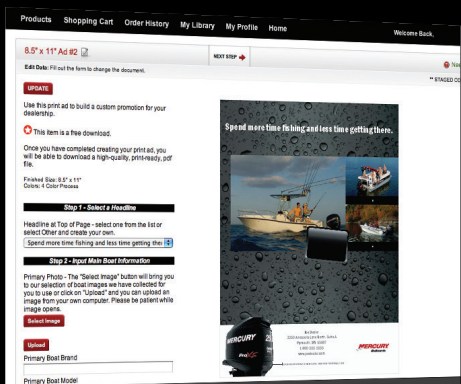 Products Shopping Cart Order History My Library My Profile Home
Welcome Back,
8.5" x 11" Ad #2
NEXT STEP
Edit Data: Fill out the form to change the document.
** STAGED
UPDATE
Use this print ad to build a custom promotion for your
dealership.
This item is a free download.
Once you have completed creating your print ad, you
will be able to download a high-quality, print-ready, pdf
file.
Finished Size: 8.5" x 11"
Colors: 4 Color Process
Step 1 - Select a Headline
Headline at Top of Page - select one from the list or
select Other and create your own.
Spend more time fishing and less time getting ther
Step 2 - Input Main Boat Information
Primary Photo - The "Select Image" button will bring you
to our selection of boat images we have collected for
you to use or click on "Upload" and you can upload an
image from your own computer. Please be patient while
image opens.
Select Image
Upload
Primary Boat Brand
Primary Boat Model
Spend more time fishing and less time getting there.
MERCURY
MERCURY